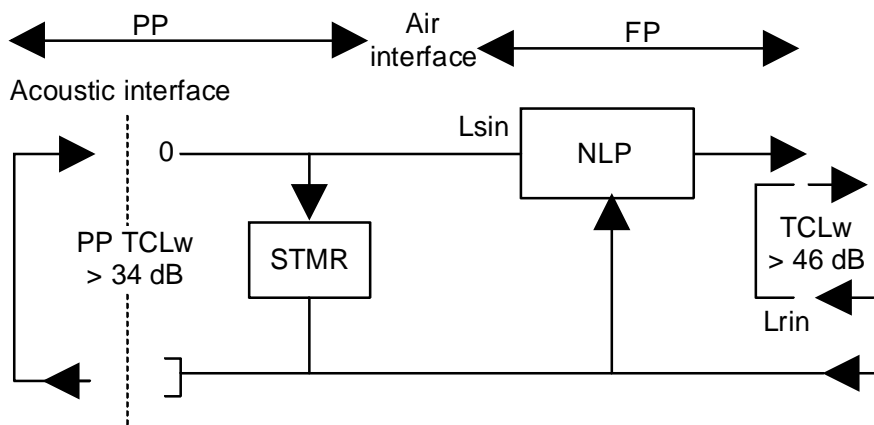 PP
Air
interface
FP
Acoustic interface
0
Lsin
NLP
PP TCLw
> 34 dB
STMR
TCLw
> 46 dB
Lrin